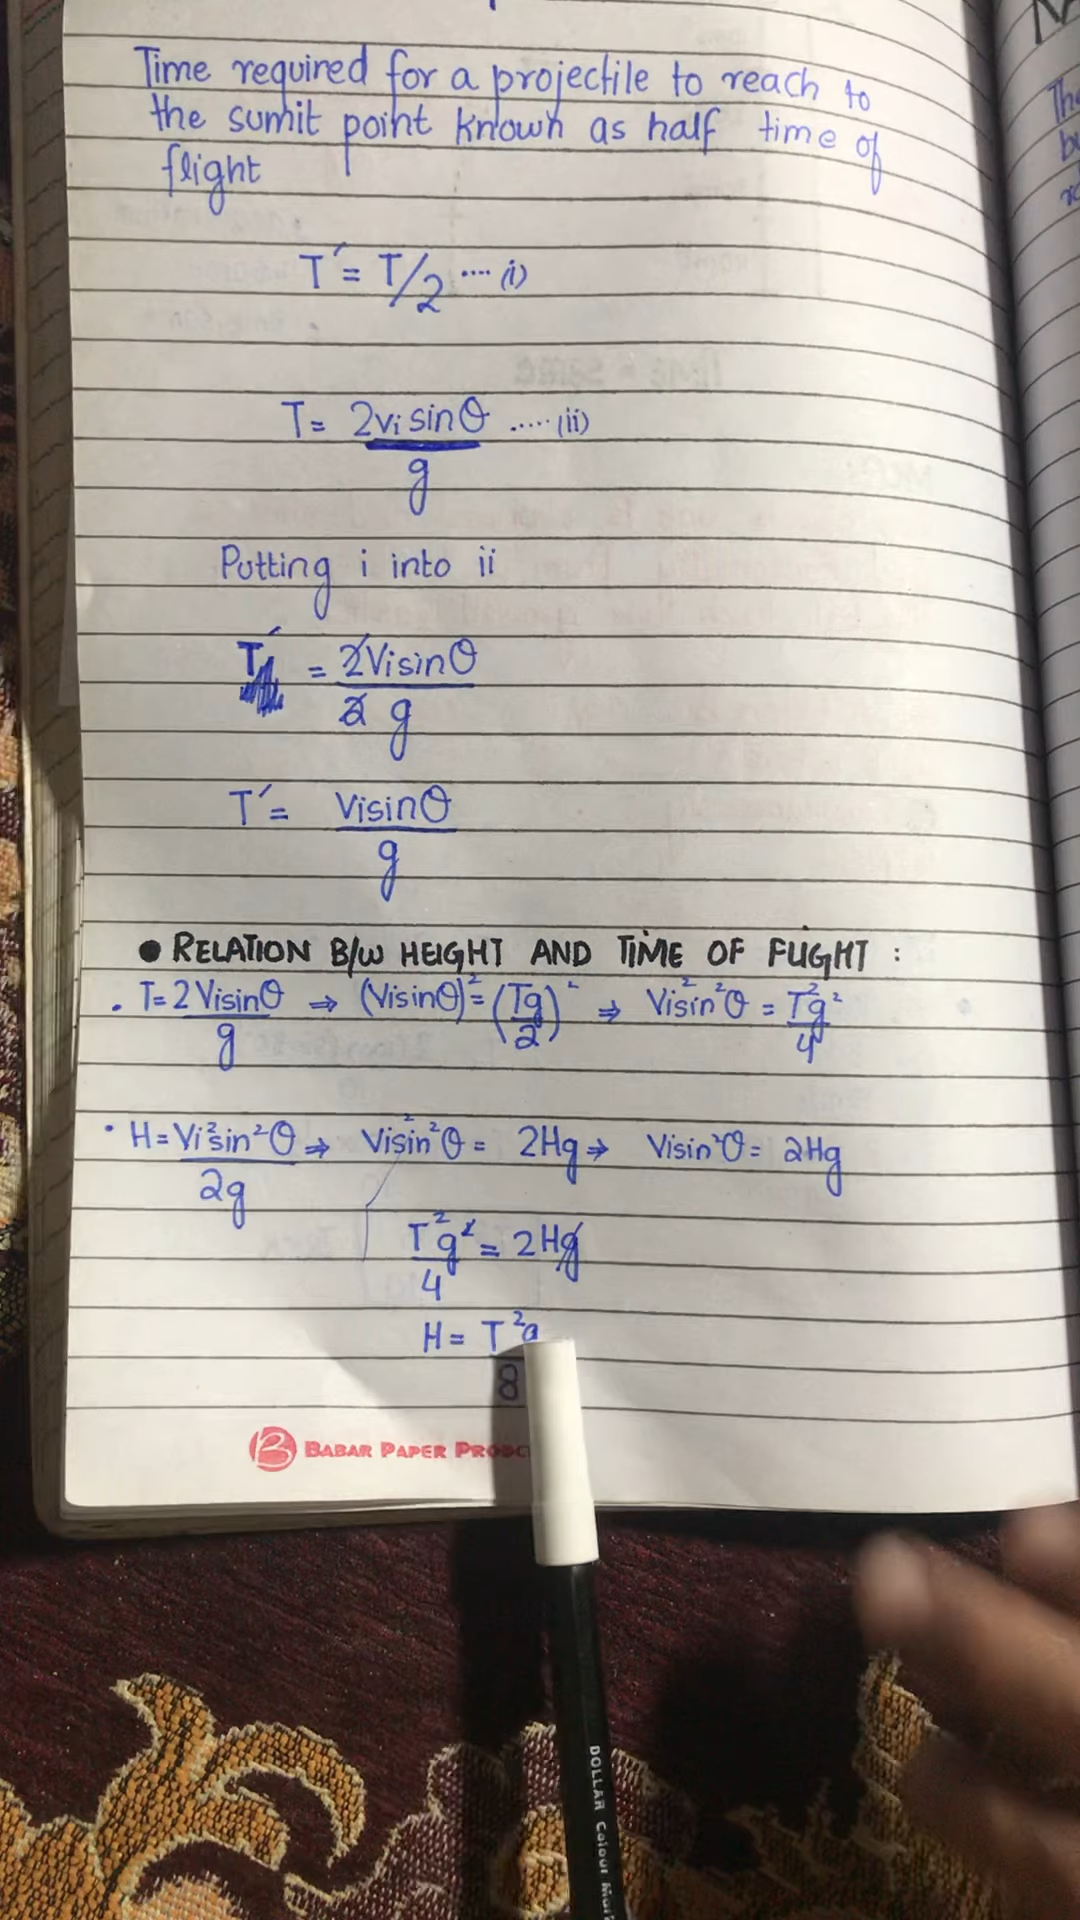 Time required for a projectile to reach to
the sumit point known as half time of
flight
T′ = T/2 .... (i)
T = 2vi sinθ ..... (ii)
g
Putting i into ii
T′ = 2Visinθ
2 g
T′ = Visinθ
g
● RELATION B/W HEIGHT AND TIME OF FLIGHT :
. T = 2Visinθ ⇒ (Visinθ)² = (Tg/2)² ⇒ Vi²sin²θ = T²g²
g 4
• H = Vi²sin²θ ⇒ Vi²sin²θ = 2Hg ⇒ Visin²θ = 2Hg
2g
T²g² = 2Hg
4
H = T²g
8
BABAR PAPER
DOLLAR Colour